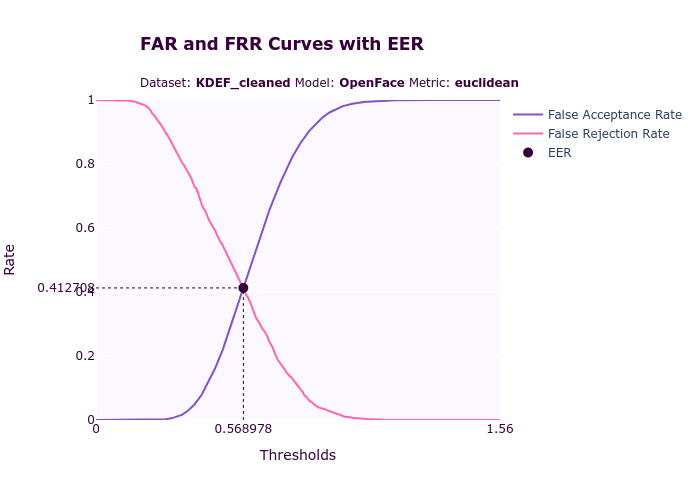 FAR and FRR Curves with EER
Dataset: KDEF_cleaned Model: OpenFace Metric: euclidean
1
0.8
0.6
0.412708
0.4
0.2
0
0
0.568978
1.56
Rate
Thresholds
False Acceptance Rate
False Rejection Rate
EER